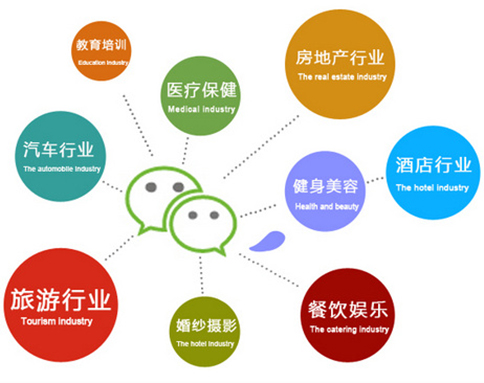 教育培训
Education industry
房地产行业
The real estate industry
医疗保健
Medical industry
汽车行业
The automobile industry
酒店行业
The hotel industry
健身美容
Health and beauty
旅游行业
Tourism industry
婚纱摄影
The hotel industry
餐饮娱乐
The catering industry